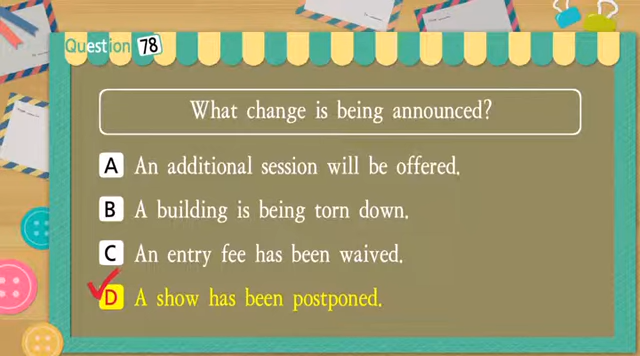 Question 78
What change is being announced?
A An additional session will be offered.
B A building is being torn down.
C An entry fee has been waived.
D A show has been postponed.